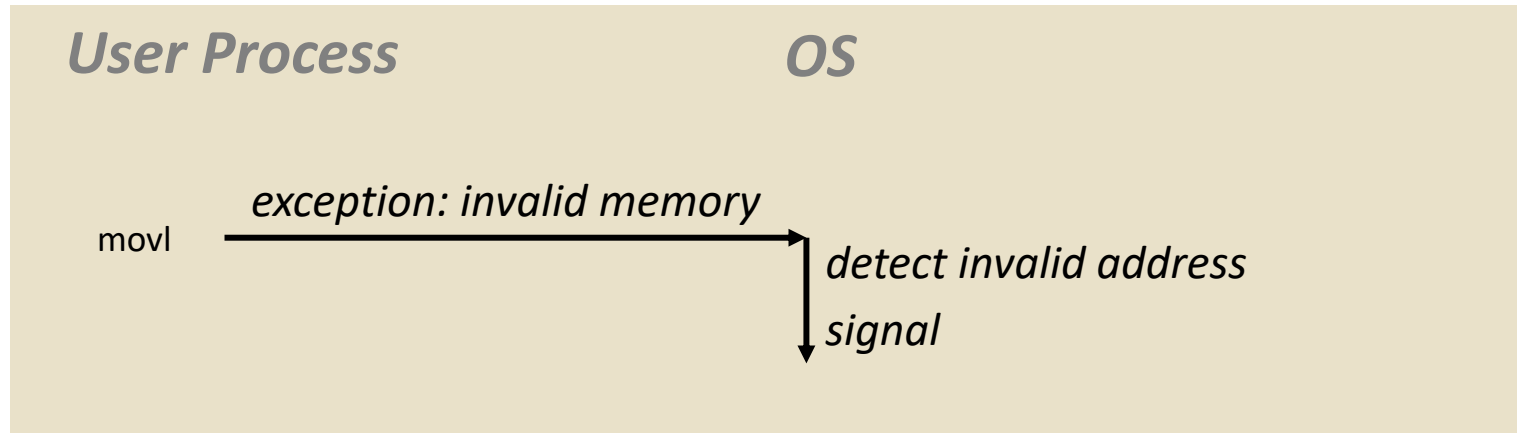 User Process
OS
exception: invalid memory
movl
detect invalid address
signal